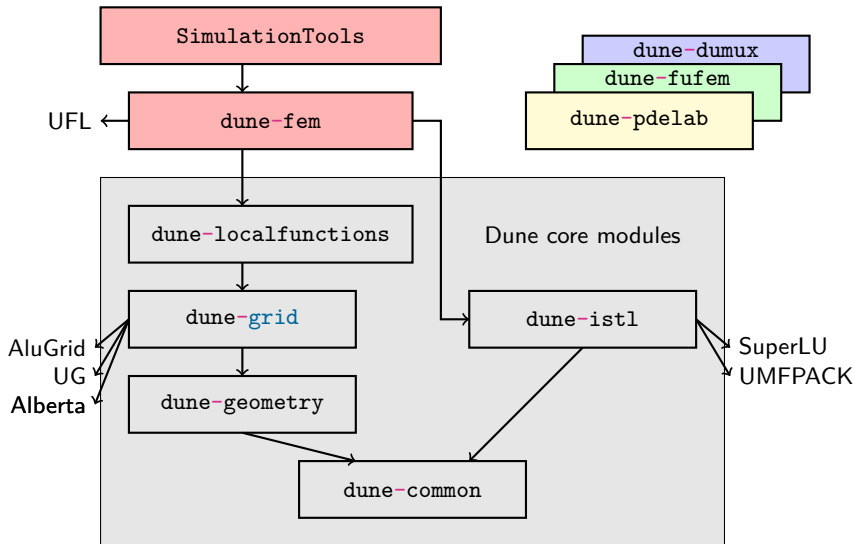 SimulationTools
dune-dumux
dune-fufem
dune-pdelab
UFL
dune-fem
dune-localfunctions
Dune core modules
dune-grid
dune-istl
AluGrid
UG
Alberta
SuperLU
UMFPACK
dune-geometry
dune-common